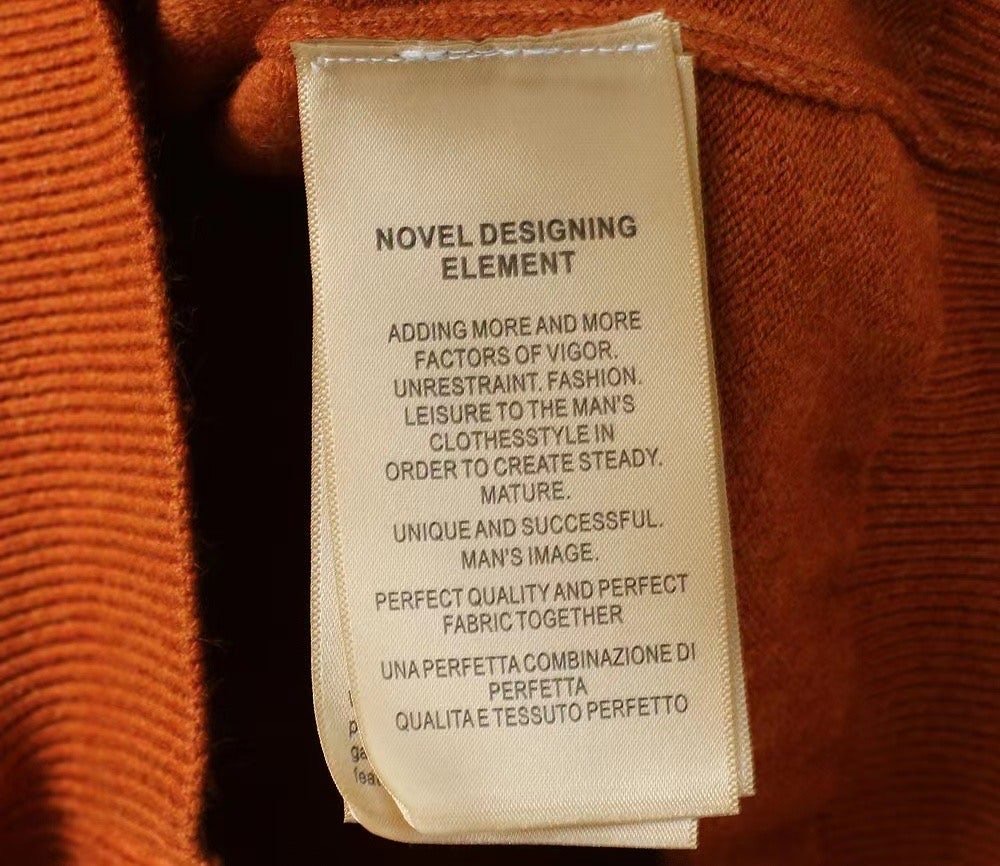 NOVEL DESIGNING
ELEMENT
ADDING MORE AND MORE
FACTORS OF VIGOR.
UNRESTRAINT. FASHION.
LEISURE TO THE MAN'S
CLOTHESSTYLE IN
ORDER TO CREATE STEADY.
MATURE.
UNIQUE AND SUCCESSFUL.
MAN'S IMAGE.
PERFECT QUALITY AND PERFECT
FABRIC TOGETHER
UNA PERFETTA COMBINAZIONE DI
PERFETTA
QUALITA E TESSUTO PERFETTO